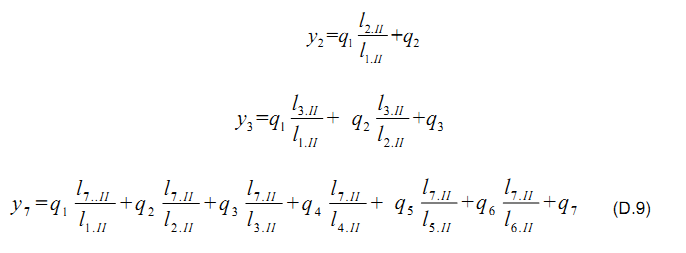 y₂=q₁ l₂.II/l₁.II+q₂
y₃=q₁ l₃.II/l₁.II+ q₂ l₃.II/l₂.II+q₃
y₇=q₁ l₇..II/l₁.II+q₂ l₇.II/l₂.II+q₃ l₇.II/l₃.II+q₄ l₇.II/l₄.II+ q₅ l₇.II/l₅.II+q₆ l₇.II/l₆.II+q₇ (D.9)